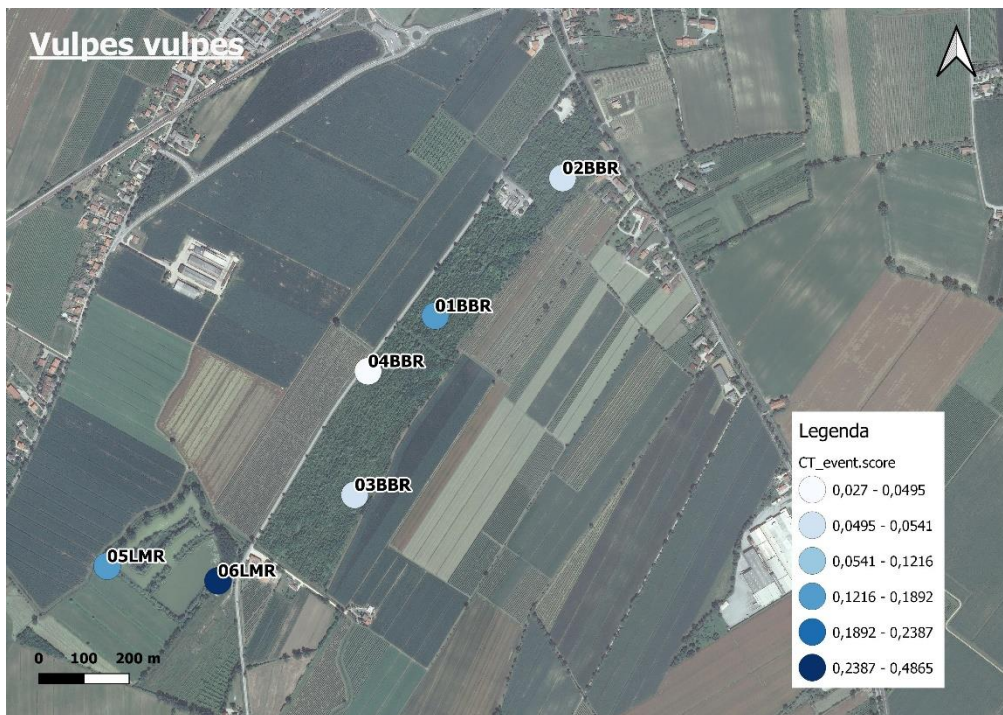 Vulpes vulpes
02BBR
01BBR
04BBR
03BBR
05LMR
06LMR
0 100 200 m
Legenda
CT_event.score
0,027 - 0,0495
0,0495 - 0,0541
0,0541 - 0,1216
0,1216 - 0,1892
0,1892 - 0,2387
0,2387 - 0,4865